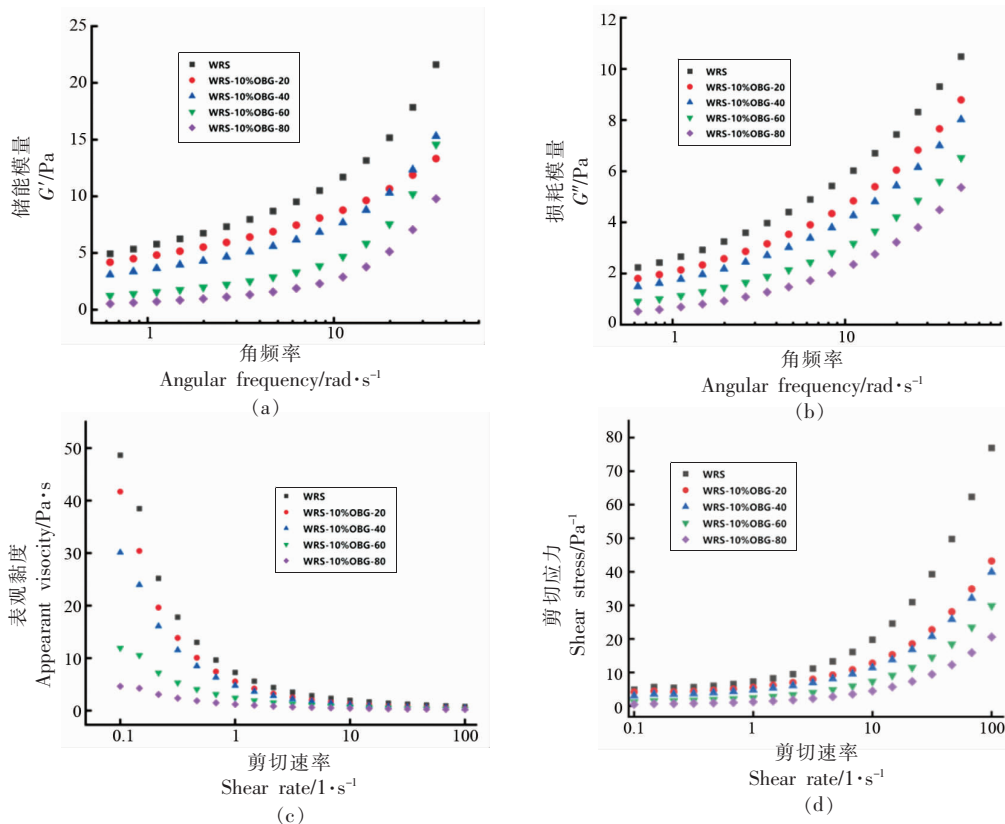 25
20
15
10
5
0
储能模量
G′/Pa
WRS
WRS-10%OBG-20
WRS-10%OBG-40
WRS-10%OBG-60
WRS-10%OBG-80
1
10
角频率
Angular frequency/rad·s⁻¹
(a)
12
10
8
6
4
2
0
损耗模量
G″/Pa
WRS
WRS-10%OBG-20
WRS-10%OBG-40
WRS-10%OBG-60
WRS-10%OBG-80
1
10
角频率
Angular frequency/rad·s⁻¹
(b)
50
40
30
20
10
0
表观黏度
Appearant visocity/Pa·s
WRS
WRS-10%OBG-20
WRS-10%OBG-40
WRS-10%OBG-60
WRS-10%OBG-80
0.1
1
10
100
剪切速率
Shear rate/1·s⁻¹
(c)
80
70
60
50
40
30
20
10
0
剪切应力
Shear stress/Pa⁻¹
WRS
WRS-10%OBG-20
WRS-10%OBG-40
WRS-10%OBG-60
WRS-10%OBG-80
0.1
1
10
100
剪切速率
Shear rate/1·s⁻¹
(d)